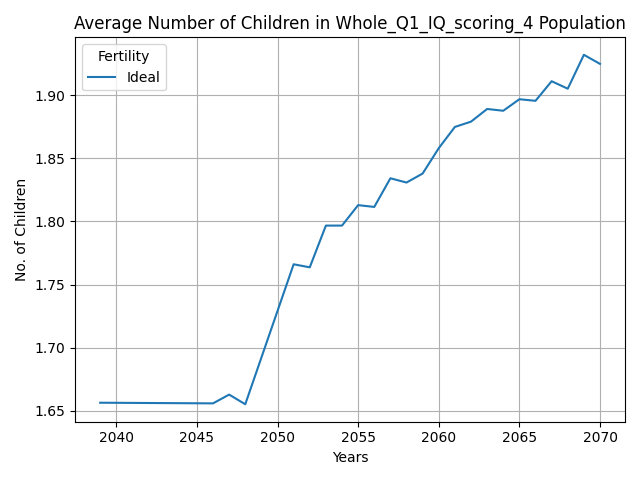 Average Number of Children in Whole_Q1_IQ_scoring_4 Population
Fertility
Ideal
No. of Children
1.90
1.85
1.80
1.75
1.70
1.65
2040 2045 2050 2055 2060 2065 2070
Years